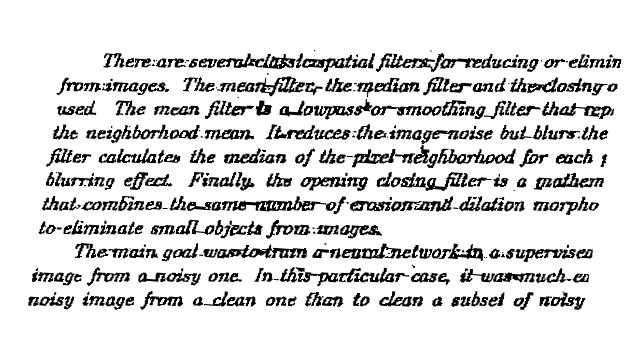 There are several classic spatial filters for reducing or elimin
from images. The mean filter, the median filter and the closing o
used. The mean filter is a lowpass or smoothing filter that repl
the neighborhood mean. It reduces the image noise but blurs the
filter calculates the median of the pixel neighborhood for each p
blurring effect. Finally, the opening closing filter is a mathem
that combines the same number of erosion and dilation morpho
to eliminate small objects from images.
The main goal was to train a neural network in a supervised
image from a noisy one. In this particular case, it was much ea
noisy image from a clean one than to clean a subset of noisy